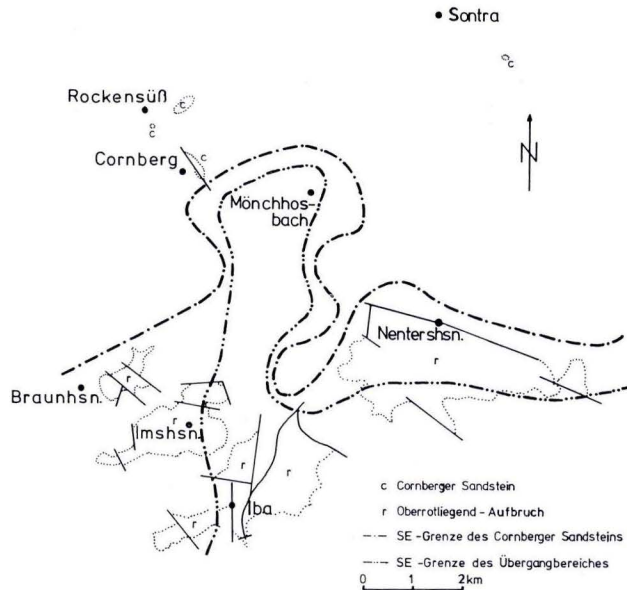 Sontra
c
Rockensüß
c
c
Cornberg
c
N
Mönchhos-
bach
Nentershsn.
r
r
Braunhsn.
r
Imshsn.
r
r
Iba
r
c Cornberger Sandstein
r Oberrotliegend-Aufbruch
SE-Grenze des Cornberger Sandsteins
SE-Grenze des Übergangbereiches
0 1 2km